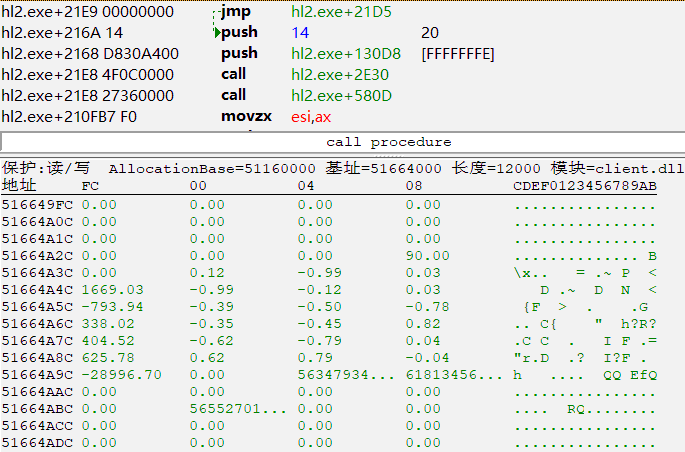 hl2.exe+21E9 00000000 jmp hl2.exe+21D5
hl2.exe+216A 14 push 14 20
hl2.exe+2168 D830A400 push hl2.exe+130D8 [FFFFFFFE]
hl2.exe+21E8 4F0C0000 call hl2.exe+2E30
hl2.exe+21E8 27360000 call hl2.exe+580D
hl2.exe+210FB7 F0 movzx esi,ax
call procedure
保护:读/写 AllocationBase=51160000 基址=51664000 长度=12000 模块=client.dll
地址 FC 00 04 08 CDEF0123456789AB
516649FC 0.00 0.00 0.00 0.00 ................
51664A0C 0.00 0.00 0.00 0.00 ................
51664A1C 0.00 0.00 0.00 0.00 ................
51664A2C 0.00 0.00 0.00 90.00 .............. B
51664A3C 0.00 0.12 -0.99 0.03 \x.. = .~ P <
51664A4C 1669.03 -0.99 -0.12 0.03 D .~ D N <
51664A5C -793.94 -0.39 -0.50 -0.78 {F > . .G
51664A6C 338.02 -0.35 -0.45 0.82 .. C{ " h?R?
51664A7C 404.52 -0.62 -0.79 0.04 .CC . IF .=
51664A8C 625.78 0.62 0.79 -0.04 "r.D .? I?F .
51664A9C -28996.70 0.00 56347934... 61813456... h .... QQ EfQ
51664AAC 0.00 0.00 0.00 0.00 ................
51664ABC 0.00 56552701... 0.00 0.00 .... RQ........
51664ACC 0.00 0.00 0.00 0.00 ................
51664ADC 0.00 0.00 0.00 0.00 ................